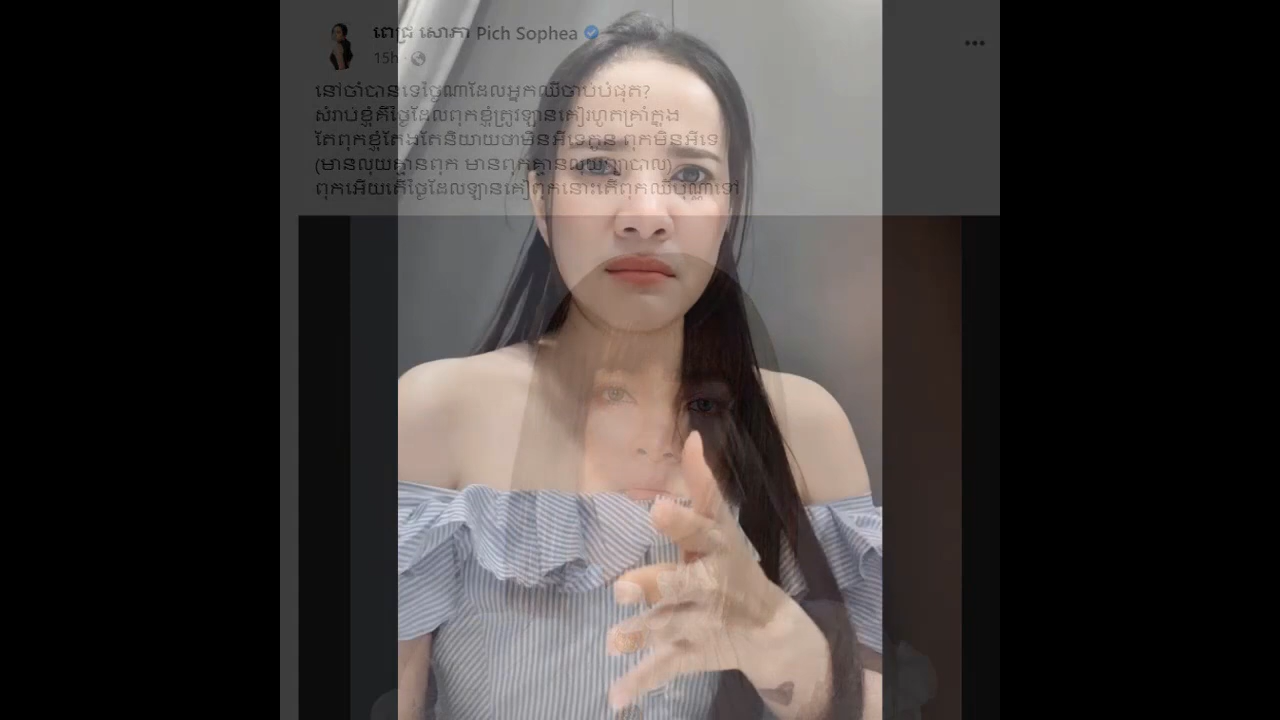 ពេជ្រ សោភា Pich Sophea
15h
នៅចាំបានទេថ្ងៃណាដែលអ្នកឈឺចាប់បំផុត?
សំរាប់ខ្ញុំគឺថ្ងៃដែលពុកខ្ញុំត្រូវឡានកៀរហូតគ្រាំក្នុង
តែពុកខ្ញុំតែងតែនិយាយថាមិនអីទេកូន ពុកមិនអីទេ
(មានលុយគ្មានពុក មានពុកគ្មានលុយព្យាបាល)
ពុកអើយតើថ្ងៃដែលឡានកៀពុកនោះតើពុកឈឺប៉ុណ្ណាទៅ